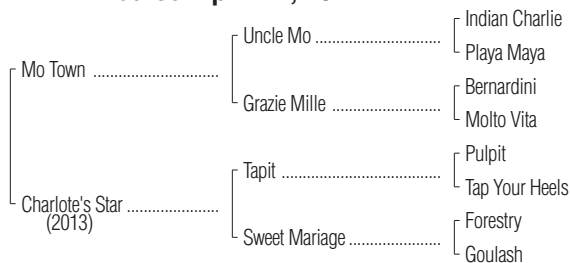 Indian Charlie
Uncle Mo
Playa Maya
Mo Town
Bernardini
Grazie Mille
Molto Vita
Pulpit
Tapit
Tap Your Heels
Charlote's Star
(2013)
Forestry
Sweet Mariage
Goulash